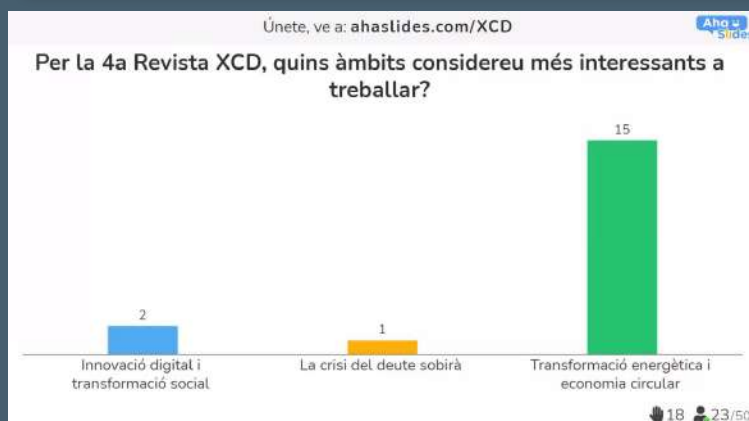 Únete, ve a: ahaslides.com/XCD
Aha
Slides
Per la 4a Revista XCD, quins àmbits considereu més interessants a
treballar?
15
2
1
Innovació digital i
transformació social
La crisi del deute sobirà
Transformació energètica i
economia circular
18 23/50